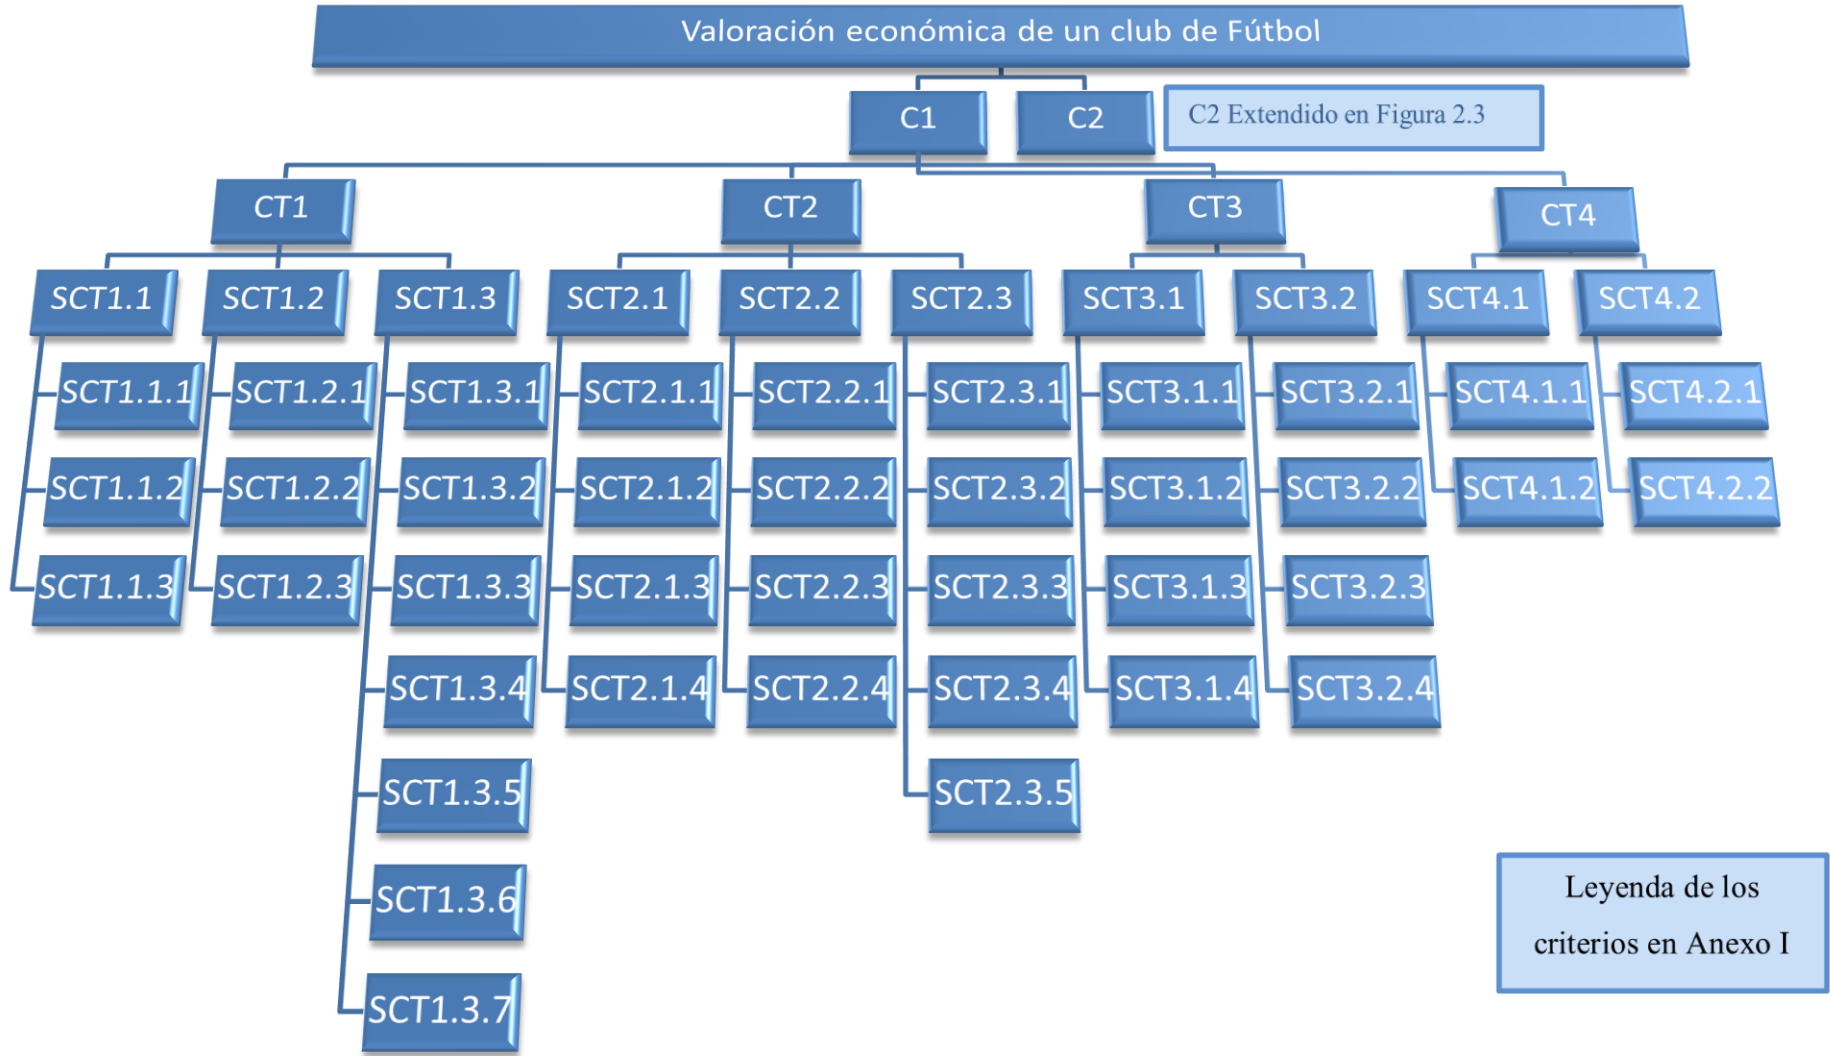 Valoración económica de un club de Fútbol
C1
C2
C2 Extendido en Figura 2.3
CT1
CT2
CT3
CT4
SCT1.1
SCT1.2
SCT1.3
SCT2.1
SCT2.2
SCT2.3
SCT3.1
SCT3.2
SCT4.1
SCT4.2
SCT1.1.1
SCT1.2.1
SCT1.3.1
SCT2.1.1
SCT2.2.1
SCT2.3.1
SCT3.1.1
SCT3.2.1
SCT4.1.1
SCT4.2.1
SCT1.1.2
SCT1.2.2
SCT1.3.2
SCT2.1.2
SCT2.2.2
SCT2.3.2
SCT3.1.2
SCT3.2.2
SCT4.1.2
SCT4.2.2
SCT1.1.3
SCT1.2.3
SCT1.3.3
SCT2.1.3
SCT2.2.3
SCT2.3.3
SCT3.1.3
SCT3.2.3
SCT1.3.4
SCT2.1.4
SCT2.2.4
SCT2.3.4
SCT3.1.4
SCT3.2.4
SCT1.3.5
SCT2.3.5
SCT1.3.6
SCT1.3.7
Leyenda de los
criterios en Anexo I